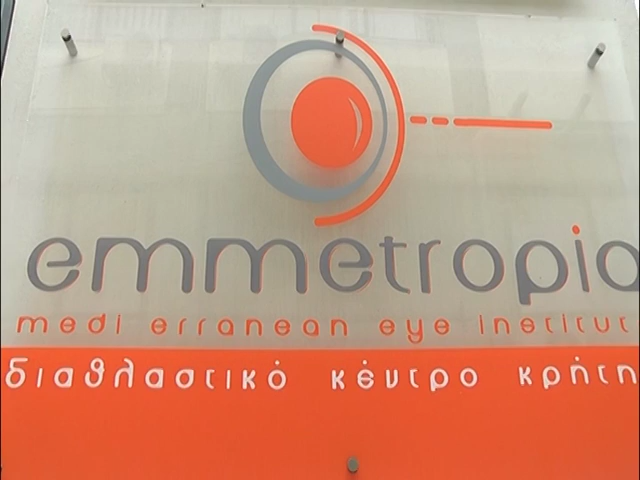 emmetropia
medi erranean eye institut
διαθλαστικό κέντρο κρήτη